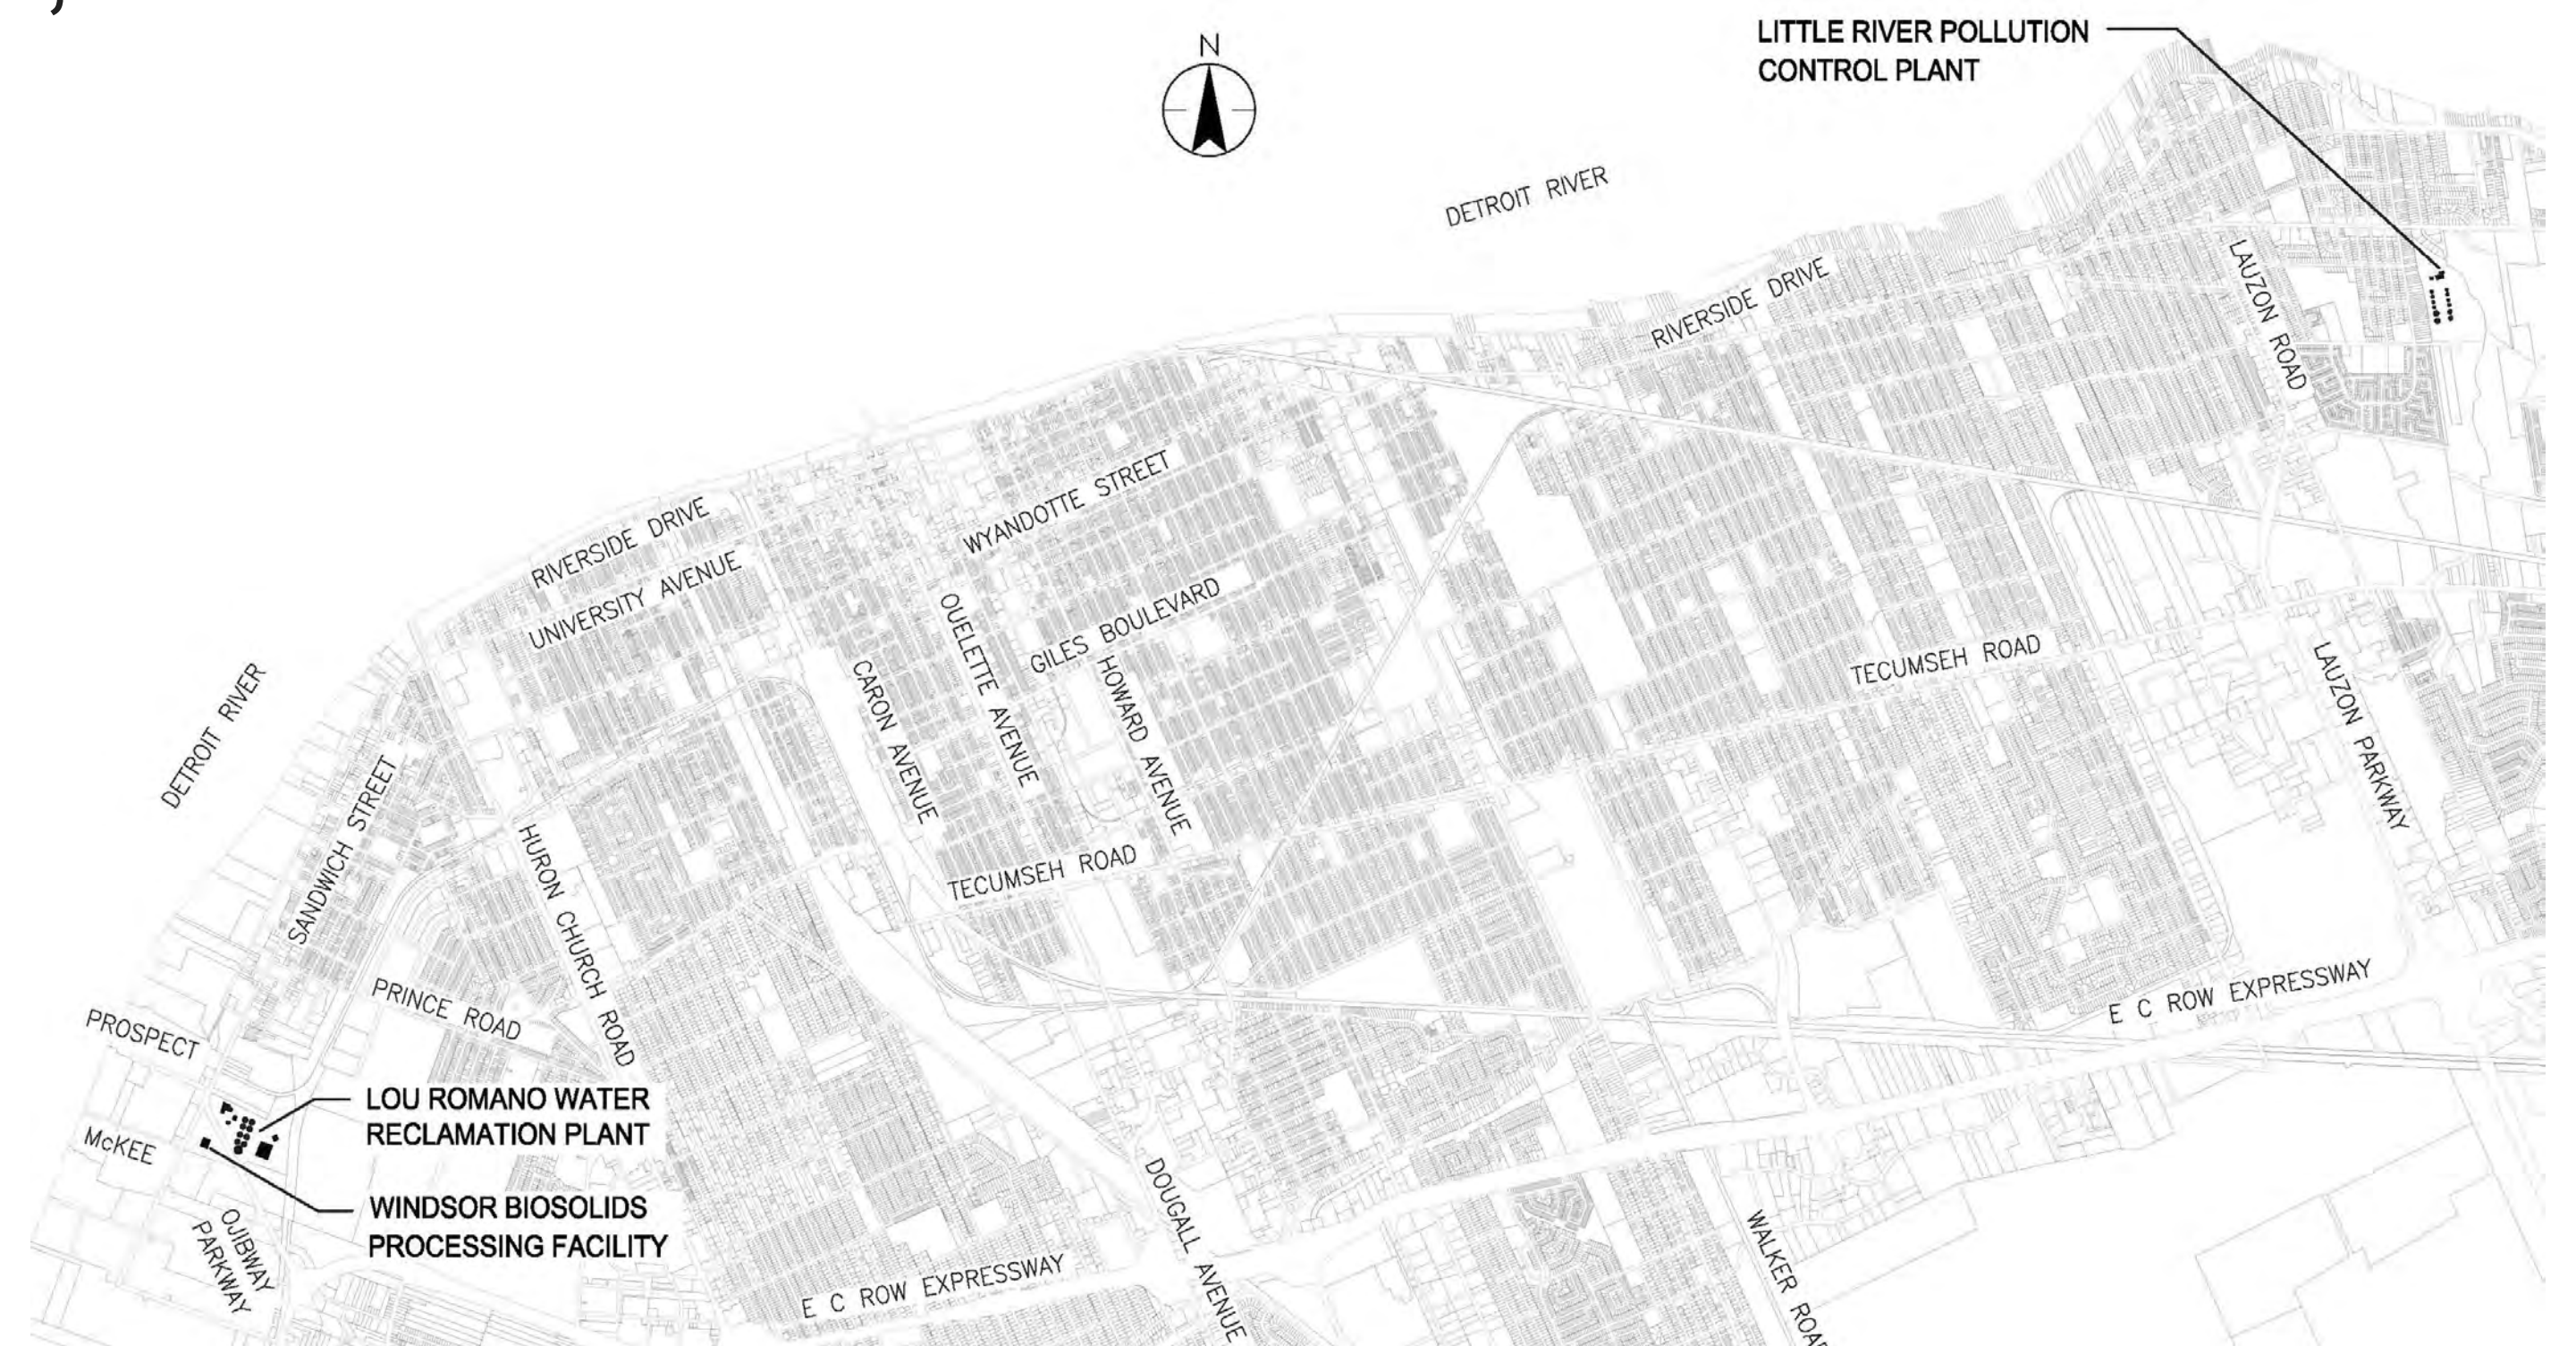 LITTLE RIVER POLLUTION
CONTROL PLANT
N
DETROIT RIVER
RIVERSIDE DRIVE
LAUZON ROAD
WYANDOTTE STREET
RIVERSIDE DRIVE
UNIVERSITY AVENUE
GILES BOULEVARD
OUELETTE AVENUE
HOWARD AVENUE
CARON AVENUE
TECUMSEH ROAD
LAUZON PARKWAY
DETROIT RIVER
SANDWICH STREET
HURON CHURCH ROAD
TECUMSEH ROAD
PRINCE ROAD
E C ROW EXPRESSWAY
PROSPECT
LOU ROMANO WATER
RECLAMATION PLANT
McKEE
WINDSOR BIOSOLIDS
PROCESSING FACILITY
OJIBWAY
PARKWAY
DOUGALL AVENUE
E C ROW EXPRESSWAY
WALKER ROAD